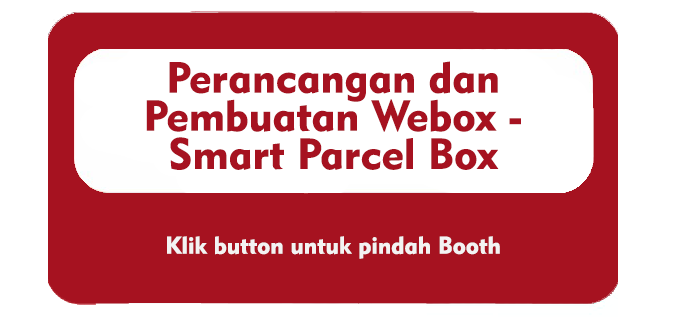 Perancangan dan
Pembuatan Webox -
Smart Parcel Box
Klik button untuk pindah Booth